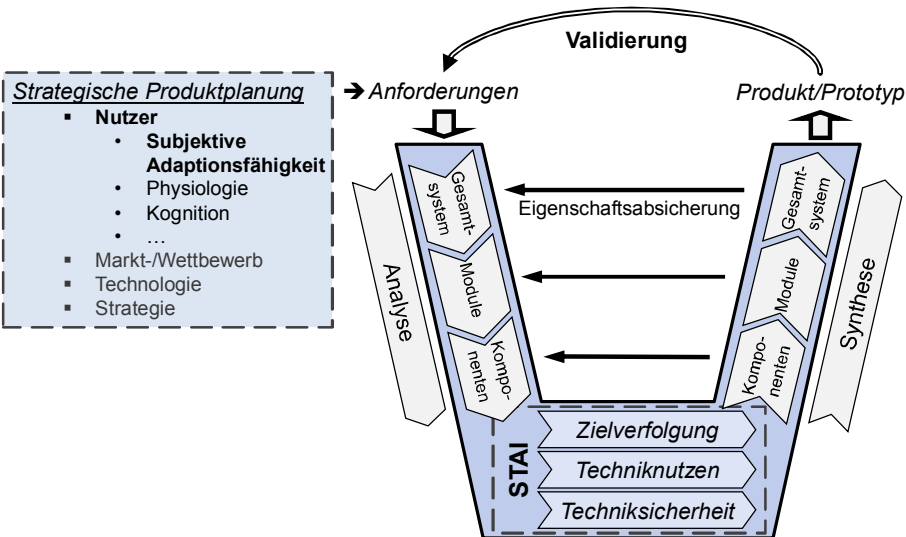 Validierung
Strategische Produktplanung
▪ Nutzer
• Subjektive
Adaptionsfähigkeit
• Physiologie
• Kognition
• …
▪ Markt-/Wettbewerb
▪ Technologie
▪ Strategie
➔ Anforderungen
Produkt/Prototyp
Analyse
Gesamt-
system
Module
Kompo-
nenten
Eigenschaftsabsicherung
Gesamt-
system
Module
Kompo-
nenten
Synthese
STAI
Zielverfolgung
Techniknutzen
Techniksicherheit